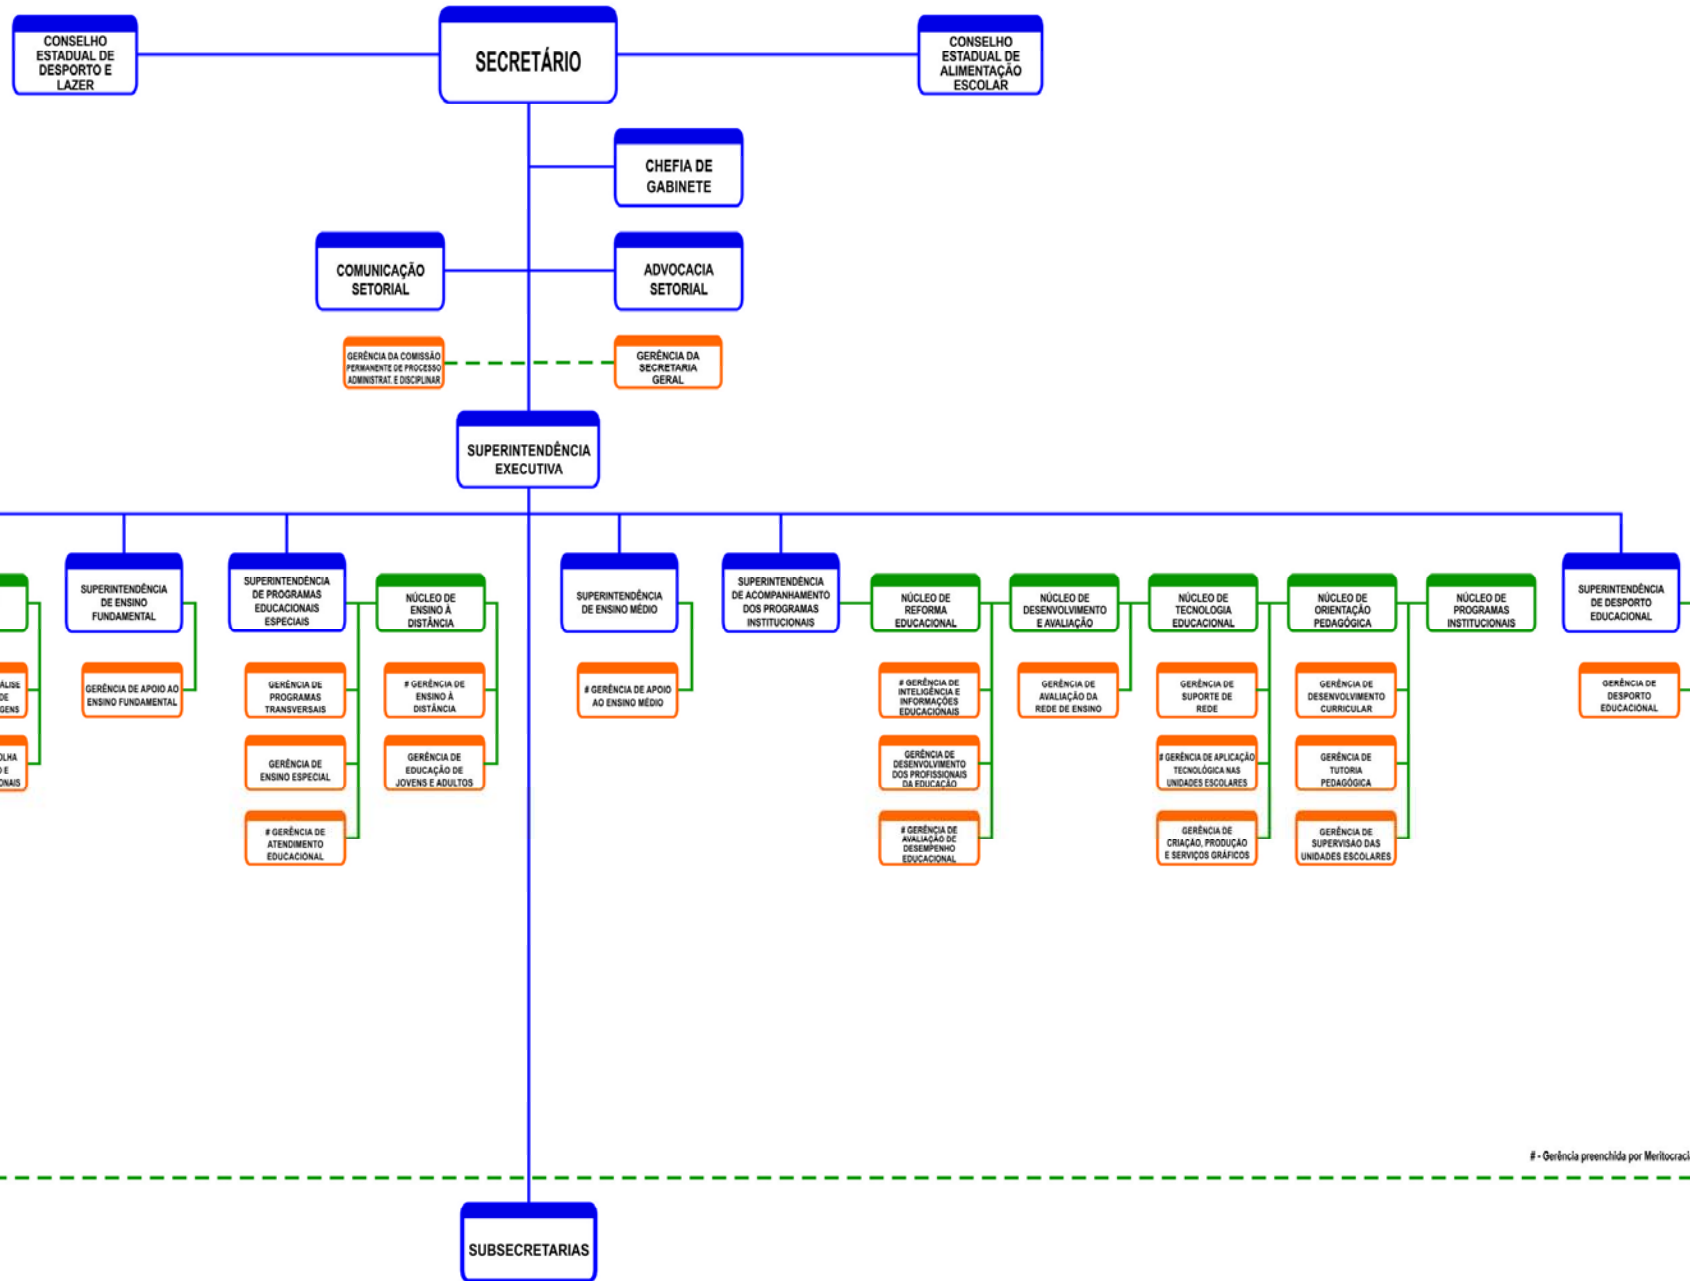 CONSELHO
ESTADUAL DE
DESPORTO E
LAZER
SECRETÁRIO
CONSELHO
ESTADUAL DE
ALIMENTAÇÃO
ESCOLAR
CHEFIA DE
GABINETE
COMUNICAÇÃO
SETORIAL
ADVOCACIA
SETORIAL
GERÊNCIA DA COMISSÃO
PERMANENTE DE PROCESSO
ADMINISTRAT. E DISCIPLINAR
GERÊNCIA DA
SECRETARIA
GERAL
SUPERINTENDÊNCIA
EXECUTIVA
SUPERINTENDÊNCIA
DE ENSINO
FUNDAMENTAL
SUPERINTENDÊNCIA
DE PROGRAMAS
EDUCACIONAIS
ESPECIAIS
NÚCLEO DE
ENSINO À
DISTÂNCIA
SUPERINTENDÊNCIA
DE ENSINO MÉDIO
SUPERINTENDÊNCIA
DE ACOMPANHAMENTO
DOS PROGRAMAS
INSTITUCIONAIS
NÚCLEO DE
REFORMA
EDUCACIONAL
NÚCLEO DE
DESENVOLVIMENTO
E AVALIAÇÃO
NÚCLEO DE
TECNOLOGIA
EDUCACIONAL
NÚCLEO DE
ORIENTAÇÃO
PEDAGÓGICA
NÚCLEO DE
PROGRAMAS
INSTITUCIONAIS
SUPERINTENDÊNCIA
DE DESPORTO
EDUCACIONAL
ÁLISE
DE
GENS
GERÊNCIA DE APOIO AO
ENSINO FUNDAMENTAL
GERÊNCIA DE
PROGRAMAS
TRANSVERSAIS
# GERÊNCIA DE
ENSINO À
DISTÂNCIA
# GERÊNCIA DE APOIO
AO ENSINO MÉDIO
# GERÊNCIA DE
INTELIGÊNCIA E
INFORMAÇÕES
EDUCACIONAIS
GERÊNCIA DE
AVALIAÇÃO DA
REDE DE ENSINO
GERÊNCIA DE
SUPORTE DE
REDE
GERÊNCIA DE
DESENVOLVIMENTO
CURRICULAR
GERÊNCIA DE
DESPORTO
EDUCACIONAL
OLHA
O E
ONAIS
GERÊNCIA DE
ENSINO ESPECIAL
GERÊNCIA DE
EDUCAÇÃO DE
JOVENS E ADULTOS
GERÊNCIA DE
DESENVOLVIMENTO
DOS PROFISSIONAIS
DA EDUCAÇÃO
# GERÊNCIA DE APLICAÇÃO
TECNOLÓGICA NAS
UNIDADES ESCOLARES
GERÊNCIA DE
TUTORIA
PEDAGÓGICA
# GERÊNCIA DE
ATENDIMENTO
EDUCACIONAL
# GERÊNCIA DE
AVALIAÇÃO DE
DESEMPENHO
EDUCACIONAL
GERÊNCIA DE
CRIAÇÃO, PRODUÇÃO
E SERVIÇOS GRÁFICOS
GERÊNCIA DE
SUPERVISAO DAS
UNIDADES ESCOLARES
# - Gerência preenchida por Meritocraci
SUBSECRETARIAS